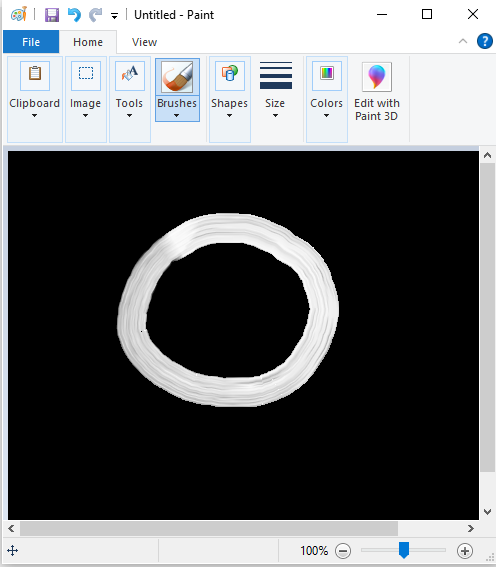 Untitled - Paint
File Home View
Clipboard Image Tools Brushes Shapes Size Colors Edit with
Paint 3D
100%